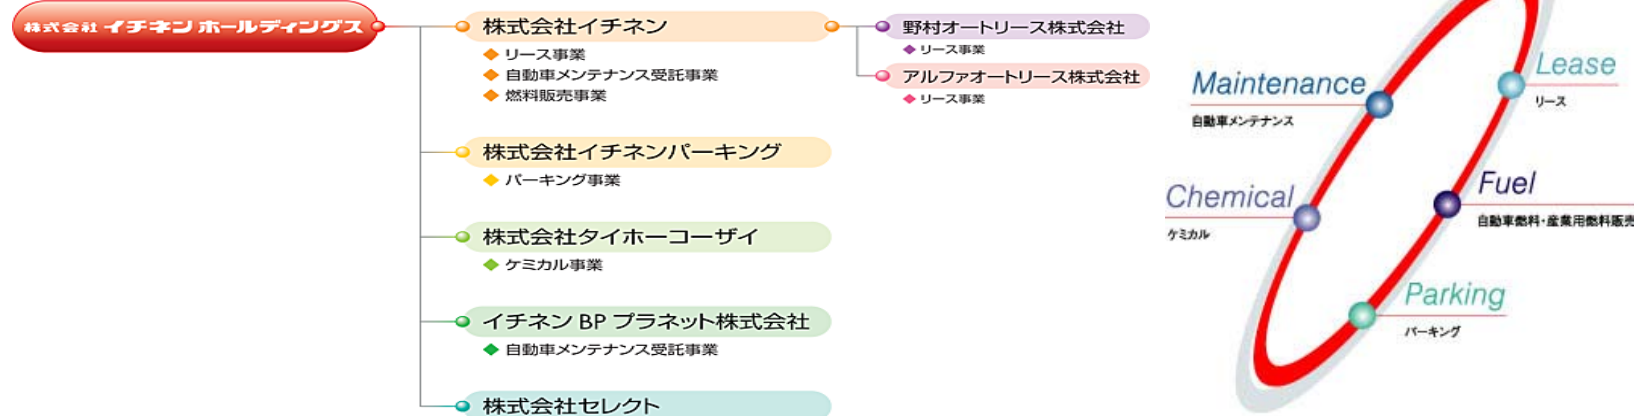 株式会社 イチネン ホールディングス
株式会社イチネン
リース事業
自動車メンテナンス受託事業
燃料販売事業
野村オートリース株式会社
リース事業
アルファオートリース株式会社
リース事業
株式会社イチネンパーキング
パーキング事業
株式会社タイホーコーザイ
ケミカル事業
イチネン BP プラネット株式会社
自動車メンテナンス受託事業
株式会社セレクト
Maintenance
自動車メンテナンス
Lease
リース
Chemical
ケミカル
Fuel
自動車燃料・産業用燃料販売
Parking
パーキング